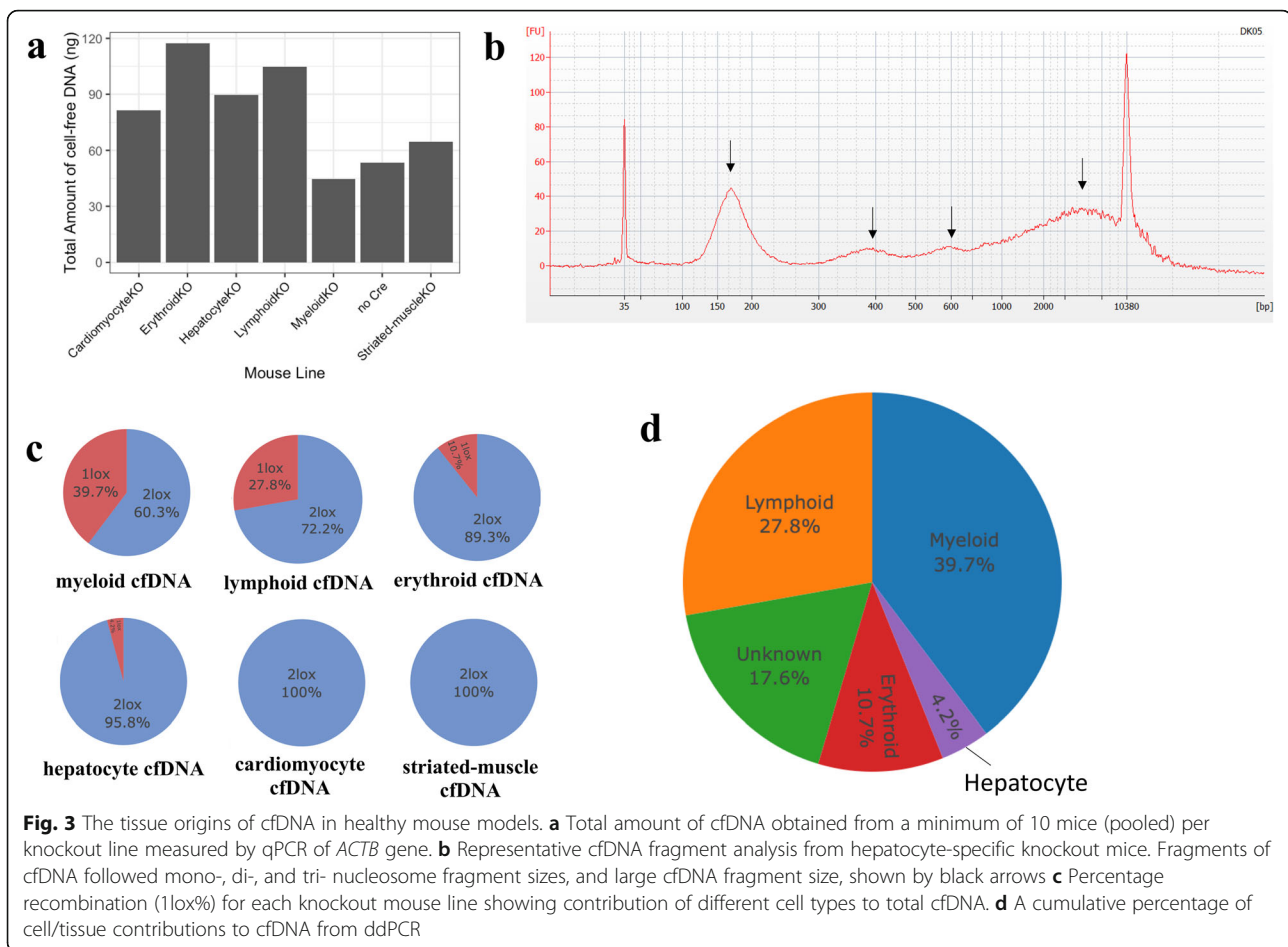 a
Total Amount of cell-free DNA (ng)
120
90
60
30
0
CardiomyocyteKO
ErythroidKO
HepatocyteKO
LymphoidKO
MyeloidKO
no Cre
Striated-muscleKO
Mouse Line
b
[FU]
DK05
120
100
80
60
40
20
0
35 100 150 200 300 400 500 600 1000 2000 10380 [bp]
c
1lox
39.7%
2lox
60.3%
myeloid cfDNA
1lox
27.8%
2lox
72.2%
lymphoid cfDNA
1lox
10.7%
2lox
89.3%
erythroid cfDNA
1lox
4.2%
2lox
95.8%
hepatocyte cfDNA
2lox
100%
cardiomyocyte
cfDNA
2lox
100%
striated-muscle
cfDNA
d
Lymphoid
27.8%
Myeloid
39.7%
Unknown
17.6%
Erythroid
10.7%
4.2%
Hepatocyte
Fig. 3 The tissue origins of cfDNA in healthy mouse models. a Total amount of cfDNA obtained from a minimum of 10 mice (pooled) per
knockout line measured by qPCR of ACTB gene. b Representative cfDNA fragment analysis from hepatocyte-specific knockout mice. Fragments of
cfDNA followed mono-, di-, and tri- nucleosome fragment sizes, and large cfDNA fragment size, shown by black arrows c Percentage
recombination (1lox%) for each knockout mouse line showing contribution of different cell types to total cfDNA. d A cumulative percentage of
cell/tissue contributions to cfDNA from ddPCR